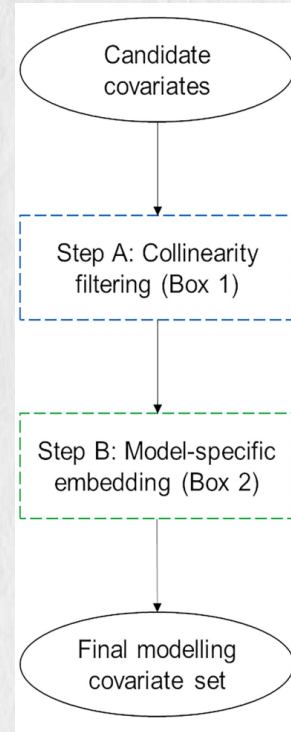 Candidate
covariates
Step A: Collinearity
filtering (Box 1)
Step B: Model-specific
embedding (Box 2)
Final modelling
covariate set